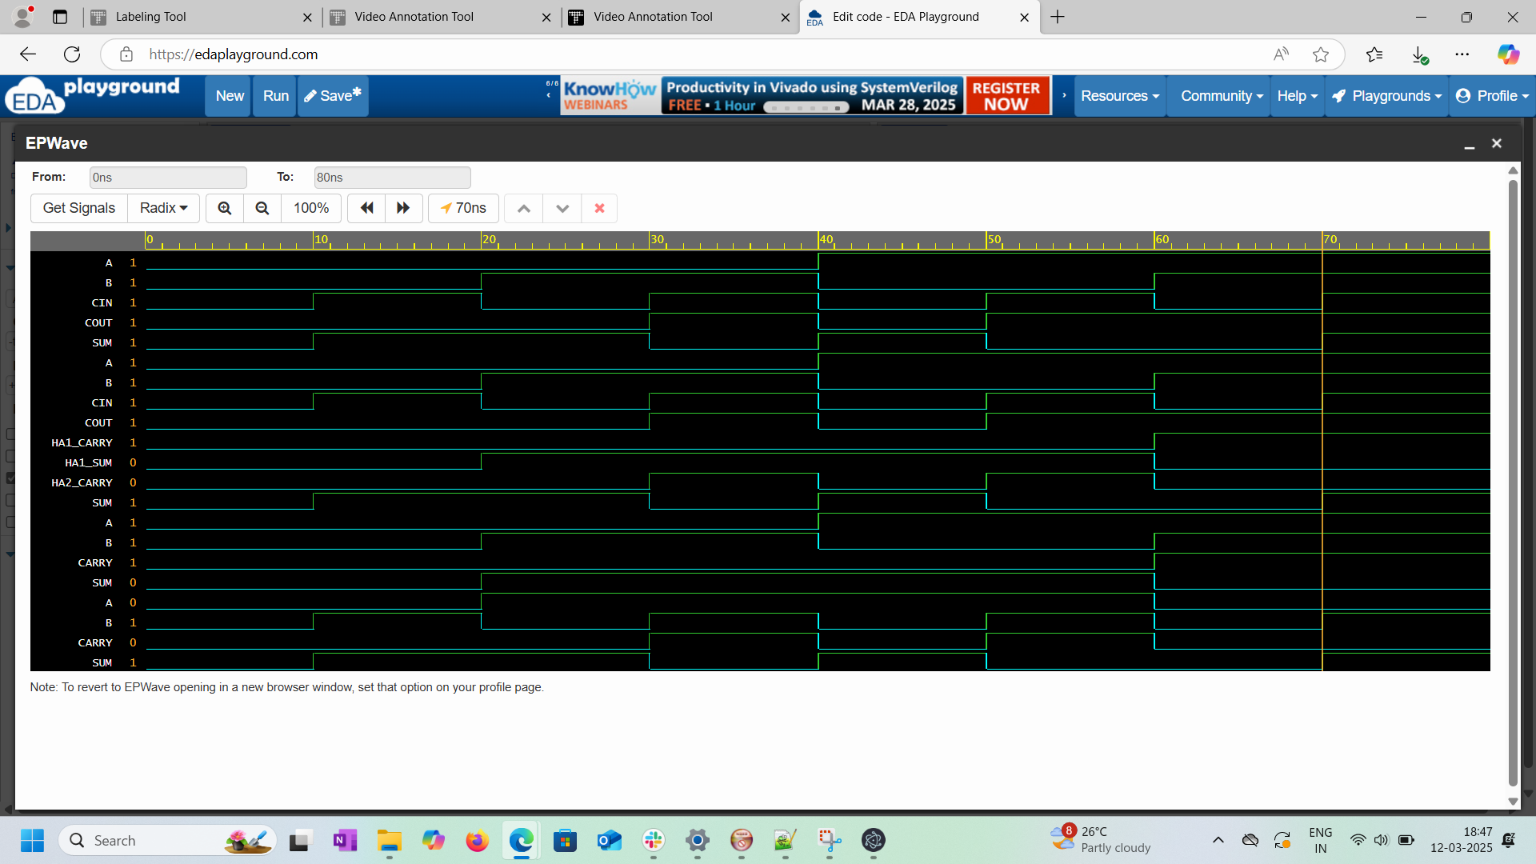 Labeling Tool
Video Annotation Tool
Video Annotation Tool
Edit code - EDA Playground
https://edaplayground.com
EDA playground
New
Run
Save*
6/6
KnowHow WEBINARS
Productivity in Vivado using SystemVerilog
FREE • 1 Hour MAR 28, 2025
REGISTER NOW
Resources
Community
Help
Playgrounds
Profile
EPWave
From: 0ns To: 80ns
Get Signals Radix 100% 70ns
0 10 20 30 40 50 60 70
A 1
B 1
CIN 1
COUT 1
SUM 1
A 1
B 1
CIN 1
COUT 1
HA1_CARRY 1
HA1_SUM 0
HA2_CARRY 0
SUM 1
A 1
B 1
CARRY 1
SUM 0
A 0
B 1
CARRY 0
SUM 1
Note: To revert to EPWave opening in a new browser window, set that option on your profile page.
Search
8
26°C
Partly cloudy
ENG
IN
18:47
12-03-2025